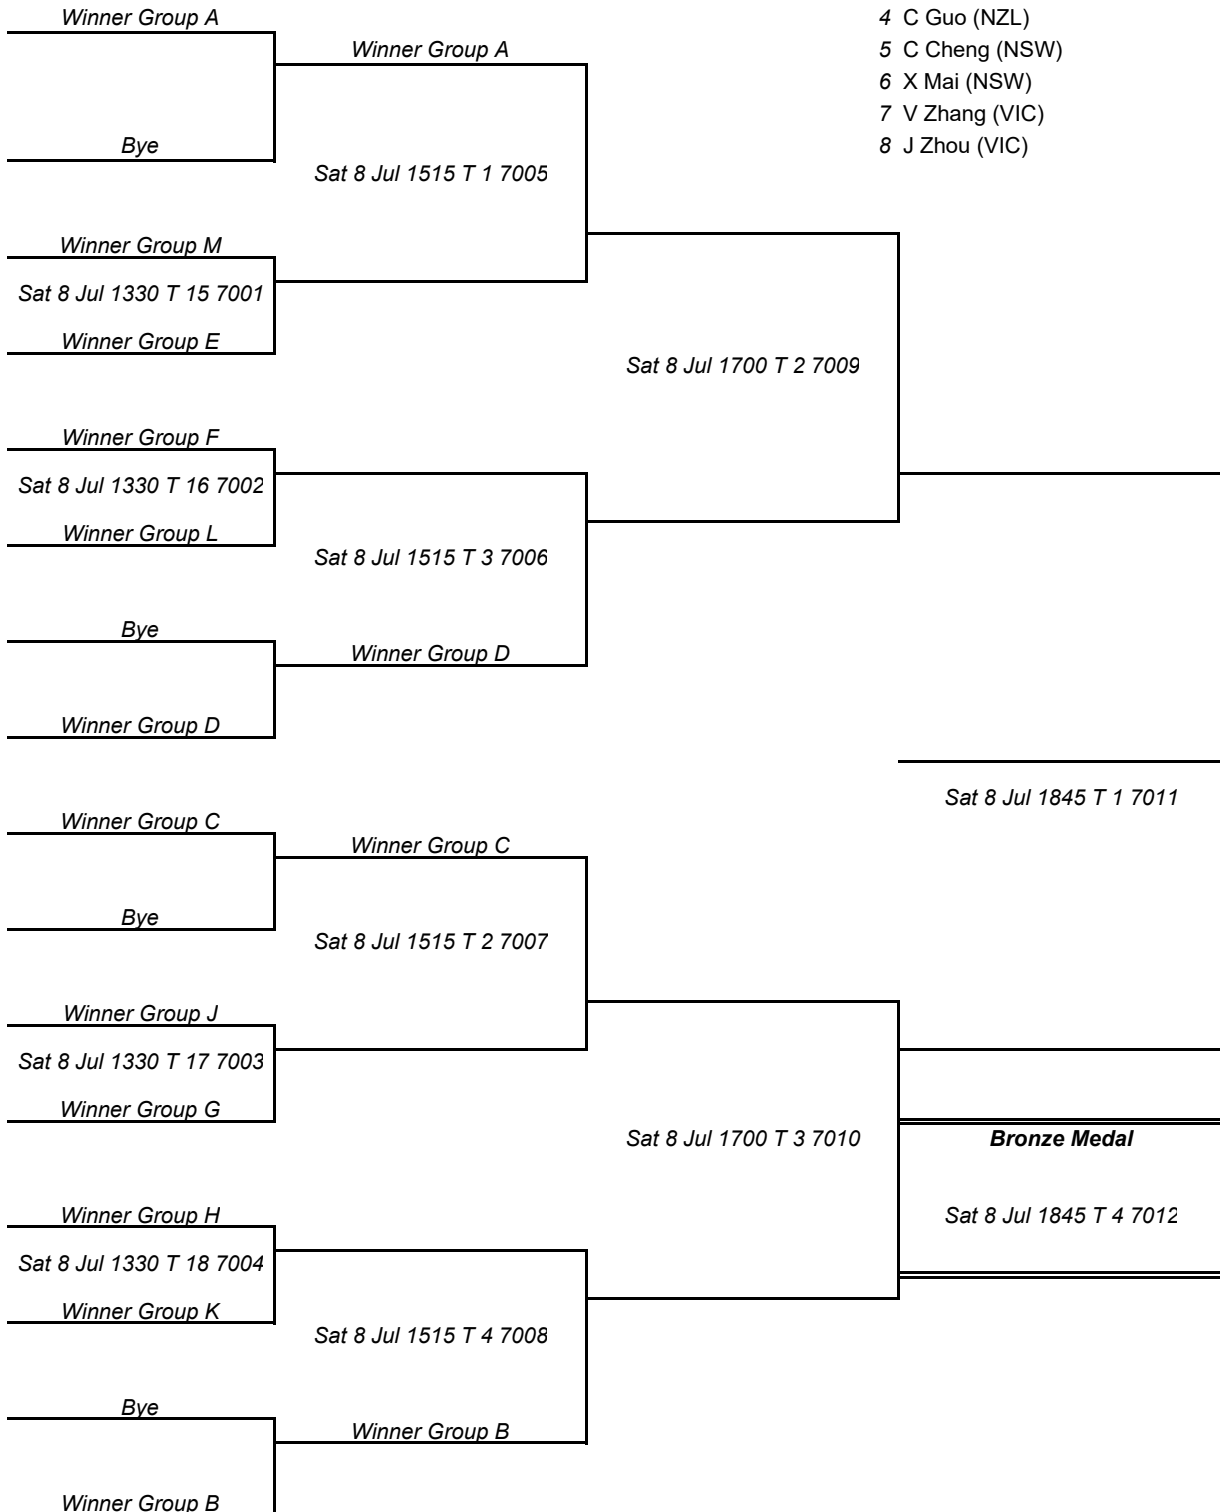 Winner Group A
4 C Guo (NZL)
Winner Group A
5 C Cheng (NSW)
6 X Mai (NSW)
7 V Zhang (VIC)
Bye
8 J Zhou (VIC)
Sat 8 Jul 1515 T 1 7005
Winner Group M
Sat 8 Jul 1330 T 15 7001
Winner Group E
Sat 8 Jul 1700 T 2 7009
Winner Group F
Sat 8 Jul 1330 T 16 7002
Winner Group L
Sat 8 Jul 1515 T 3 7006
Bye
Winner Group D
Winner Group D
Sat 8 Jul 1845 T 1 7011
Winner Group C
Winner Group C
Bye
Sat 8 Jul 1515 T 2 7007
Winner Group J
Sat 8 Jul 1330 T 17 7003
Winner Group G
Sat 8 Jul 1700 T 3 7010
Bronze Medal
Winner Group H
Sat 8 Jul 1845 T 4 7012
Sat 8 Jul 1330 T 18 7004
Winner Group K
Sat 8 Jul 1515 T 4 7008
Bye
Winner Group B
Winner Group B